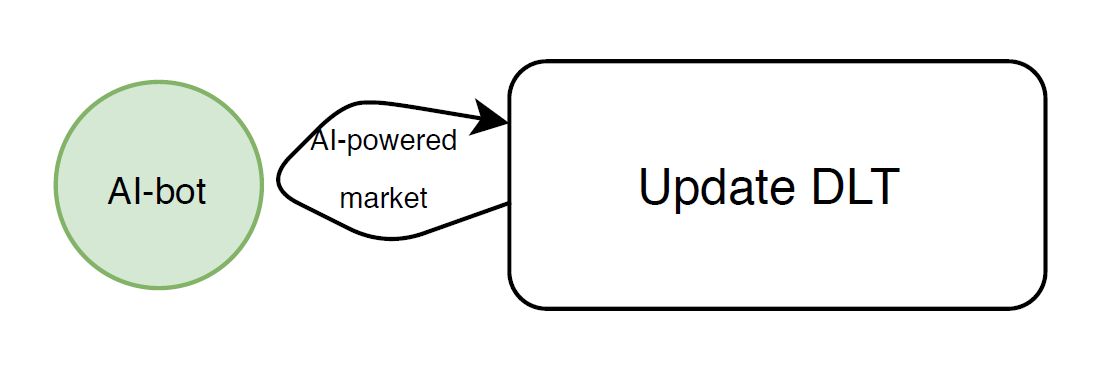 AI-bot
AI-powered
market
Update DLT